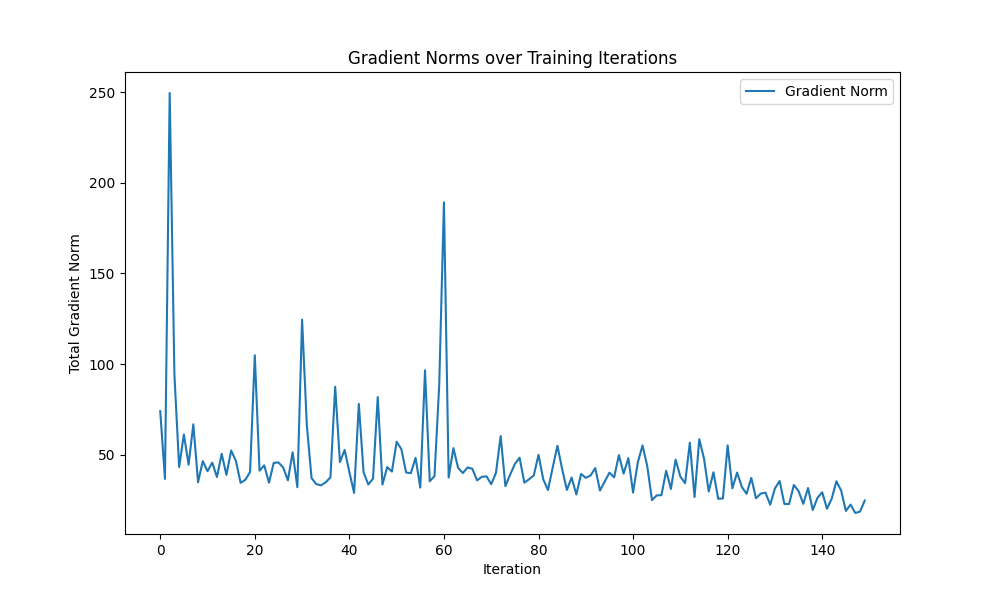 Gradient Norms over Training Iterations
Gradient Norm
Total Gradient Norm
250
200
150
100
50
0 20 40 60 80 100 120 140
Iteration